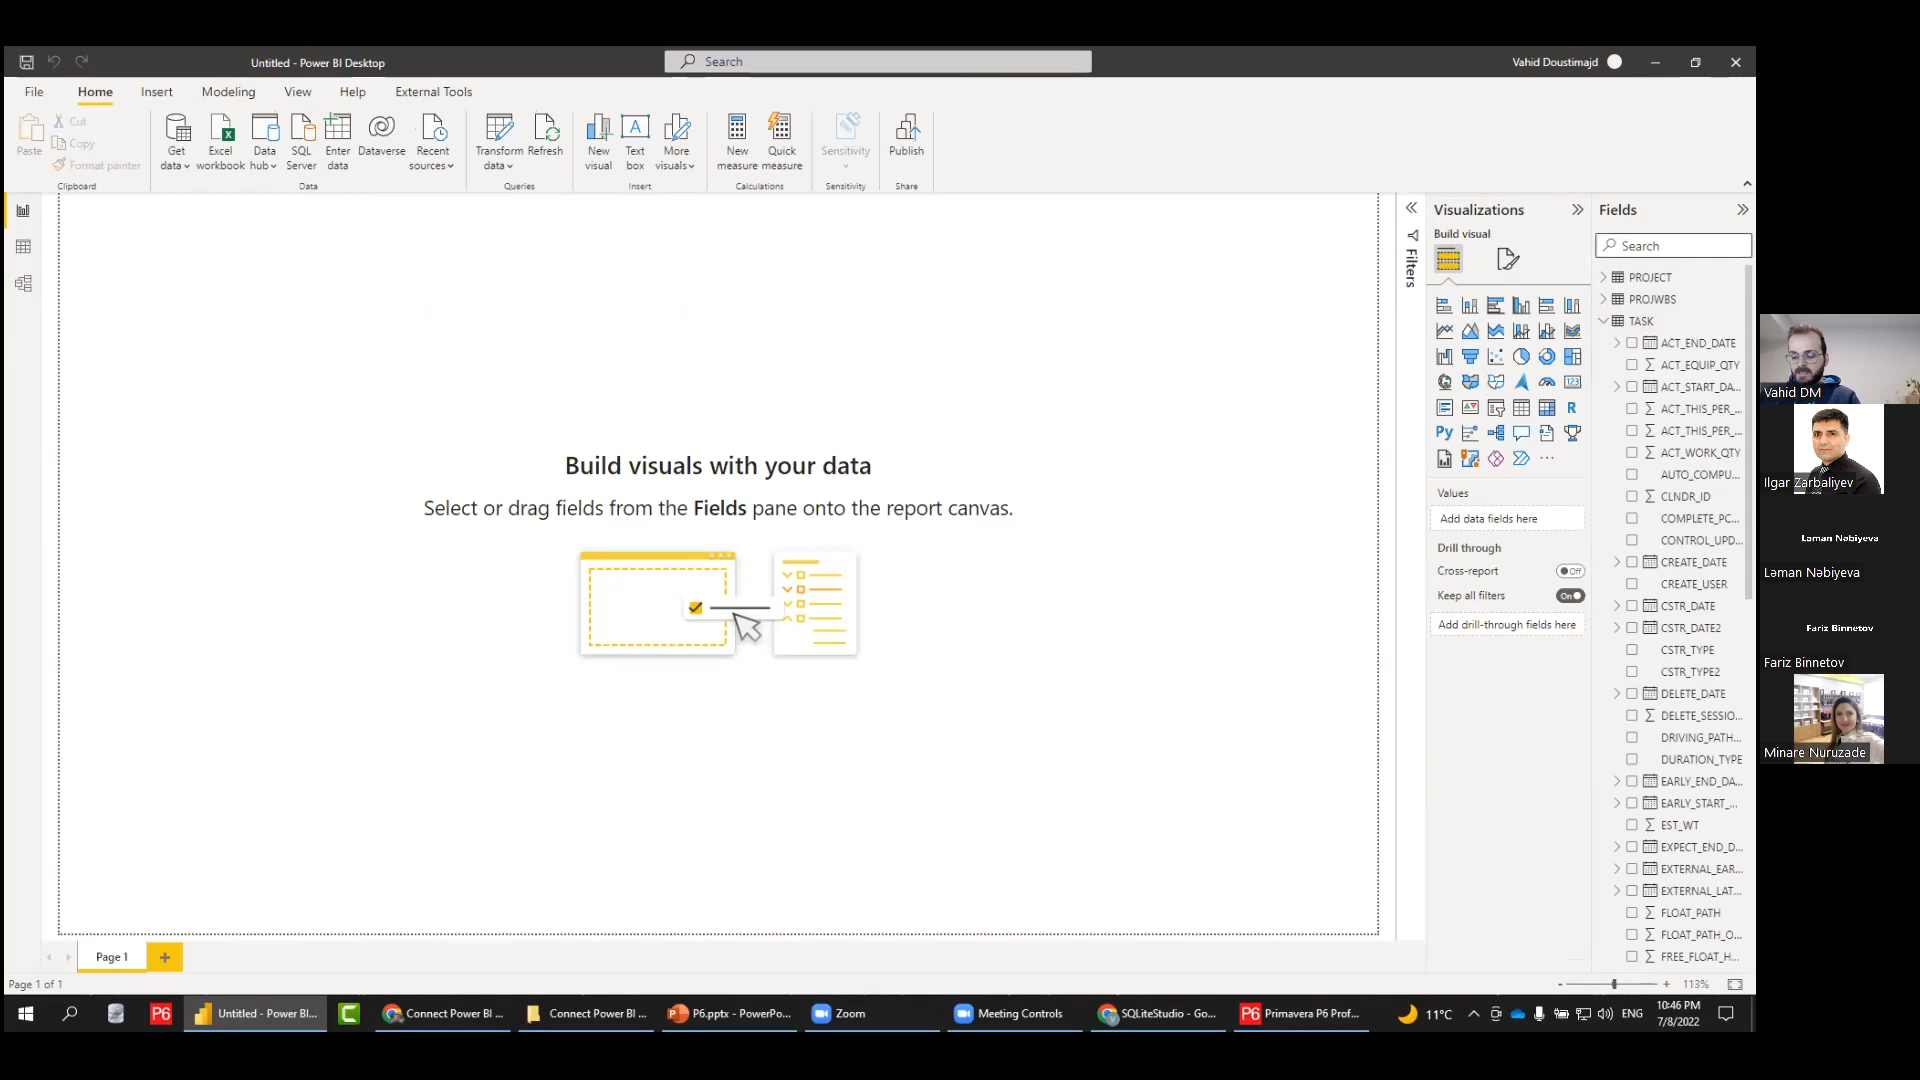 Untitled - Power BI Desktop
Search
Vahid Doustimajd
File
Home
Insert
Modeling
View
Help
External Tools
Paste
Cut
Copy
Format painter
Clipboard
Get data
Excel workbook
Data hub
SQL Server
Enter data
Dataverse
Recent sources
Data
Transform data
Refresh
Queries
New visual
Text box
More visuals
Insert
New measure
Quick measure
Calculations
Sensitivity
Sensitivity
Publish
Share
Build visuals with your data
Select or drag fields from the Fields pane onto the report canvas.
Filters
Visualizations
Build visual
R
Py
123
Values
Add data fields here
Drill through
Cross-report
Off
Keep all filters
On
Add drill-through fields here
Fields
Search
PROJECT
PROJWBS
TASK
ACT_END_DATE
ACT_EQUIP_QTY
ACT_START_DA...
ACT_THIS_PER_...
ACT_THIS_PER_...
ACT_WORK_QTY
AUTO_COMPU...
CLNDR_ID
COMPLETE_PC...
CONTROL_UPD...
CREATE_DATE
CREATE_USER
CSTR_DATE
CSTR_DATE2
CSTR_TYPE
CSTR_TYPE2
DELETE_DATE
DELETE_SESSIO...
DRIVING_PATH...
DURATION_TYPE
EARLY_END_DA...
EARLY_START_...
EST_WT
EXPECT_END_D...
EXTERNAL_EAR...
EXTERNAL_LAT...
FLOAT_PATH
FLOAT_PATH_O...
FREE_FLOAT_H...
Vahid DM
Ilgar Zarbaliyev
Ləman Nəbiyeva
Ləman Nəbiyeva
Fariz Binnetov
Fariz Binnetov
Minare Nuruzade
Page 1
Page 1 of 1
113%
P6
Untitled - Power BI...
Connect Power BI ...
Connect Power BI ...
P6.pptx - PowerPo...
Zoom
Meeting Controls
SQLiteStudio - Go...
P6
Primavera P6 Prof...
11°C
ENG
10:46 PM
7/8/2022